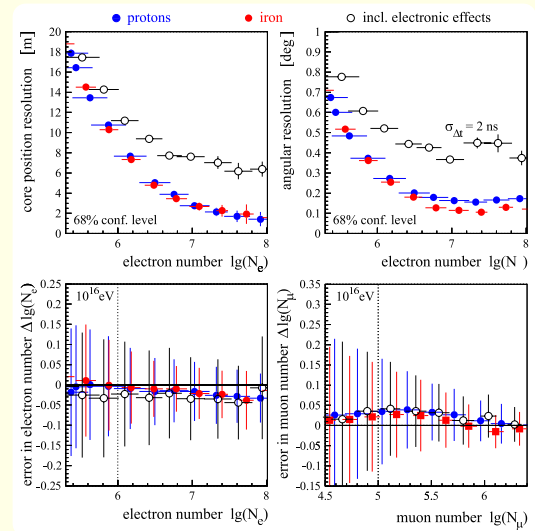 protons iron incl. electronic effects
core position resolution [m]
20
18
16
14
12
10
8
6
4
2
0
68% conf. level
6 7 8
electron number lg(Nₑ)
angular resolution [deg]
1
0.9
0.8
0.7
0.6
0.5
0.4
0.3
0.2
0.1
0
σΔt = 2 ns
68% conf. level
6 7 8
electron number lg(N )
error in electron number Δlg(Nₑ)
0.25
0.2
0.15
0.1
0.05
0
-0.05
-0.1
-0.15
-0.2
-0.25
10¹⁶eV
6 7 8
electron number lg(Nₑ)
error in muon number Δlg(Nμ)
0.35
0.3
0.25
0.2
0.15
0.1
0.05
0
-0.05
-0.1
-0.15
10¹⁶eV
4.5 5 5.5 6
muon number lg(Nμ)